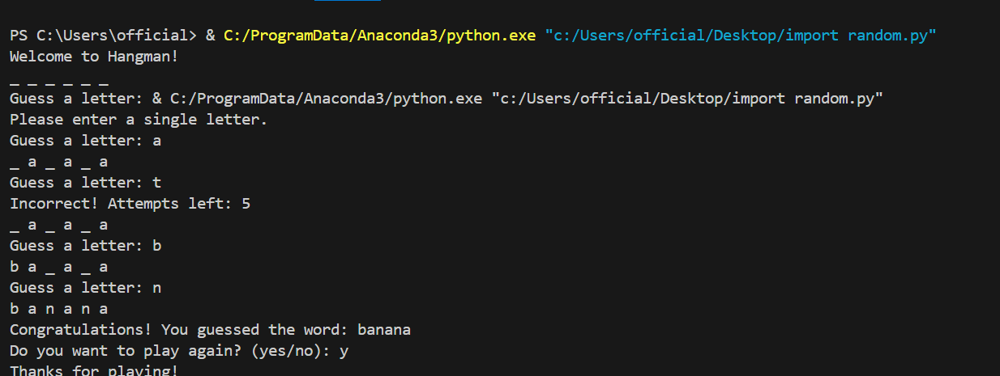 PS C:\Users\official> & C:/ProgramData/Anaconda3/python.exe "c:/Users/official/Desktop/import random.py"
Welcome to Hangman!
_ _ _ _ _ _
Guess a letter: & C:/ProgramData/Anaconda3/python.exe "c:/Users/official/Desktop/import random.py"
Please enter a single letter.
Guess a letter: a
_ a _ a _ a
Guess a letter: t
Incorrect! Attempts left: 5
_ a _ a _ a
Guess a letter: b
b a _ a _ a
Guess a letter: n
b a n a n a
Congratulations! You guessed the word: banana
Do you want to play again? (yes/no): y
Thanks for playing!